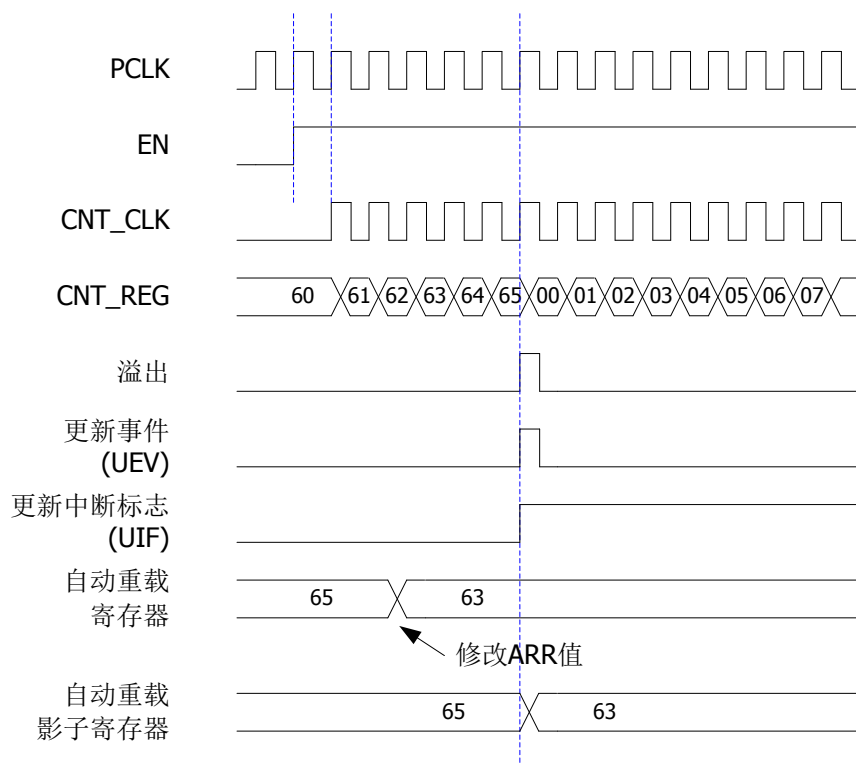 PCLK
EN
CNT_CLK
CNT_REG 60 61 62 63 64 65 00 01 02 03 04 05 06 07
溢出
更新事件
(UEV)
更新中断标志
(UIF)
自动重载
寄存器
65 63
修改ARR值
自动重载
影子寄存器
65 63